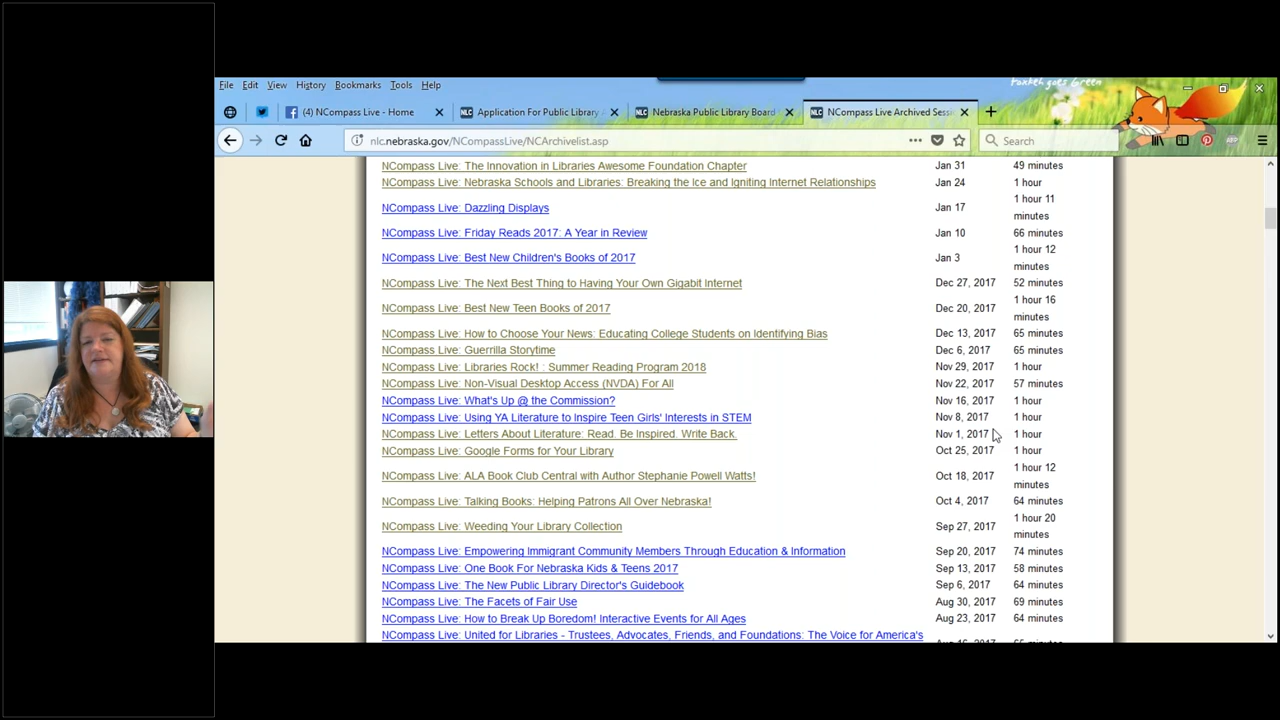 foxkeh goes Green
File Edit View History Bookmarks Tools Help
(4) NCompass Live - Home
NLC Application For Public Library A
NLC Nebraska Public Library Board
NLC NCompass Live Archived Sessi
nlc.nebraska.gov/NCompassLive/NCArchivelist.asp
Search
NCompass Live: The Innovation in Libraries Awesome Foundation Chapter Jan 31 49 minutes
NCompass Live: Nebraska Schools and Libraries: Breaking the Ice and Igniting Internet Relationships Jan 24 1 hour
NCompass Live: Dazzling Displays Jan 17 1 hour 11
minutes
NCompass Live: Friday Reads 2017: A Year in Review Jan 10 66 minutes
NCompass Live: Best New Children's Books of 2017 Jan 3 1 hour 12
minutes
NCompass Live: The Next Best Thing to Having Your Own Gigabit Internet Dec 27, 2017 52 minutes
NCompass Live: Best New Teen Books of 2017 Dec 20, 2017 1 hour 16
minutes
NCompass Live: How to Choose Your News: Educating College Students on Identifying Bias Dec 13, 2017 65 minutes
NCompass Live: Guerrilla Storytime Dec 6, 2017 65 minutes
NCompass Live: Libraries Rock! : Summer Reading Program 2018 Nov 29, 2017 1 hour
NCompass Live: Non-Visual Desktop Access (NVDA) For All Nov 22, 2017 57 minutes
NCompass Live: What's Up @ the Commission? Nov 16, 2017 1 hour
NCompass Live: Using YA Literature to Inspire Teen Girls' Interests in STEM Nov 8, 2017 1 hour
NCompass Live: Letters About Literature: Read. Be Inspired. Write Back. Nov 1, 2017 1 hour
NCompass Live: Google Forms for Your Library Oct 25, 2017 1 hour
NCompass Live: ALA Book Club Central with Author Stephanie Powell Watts! Oct 18, 2017 1 hour 12
minutes
NCompass Live: Talking Books: Helping Patrons All Over Nebraska! Oct 4, 2017 64 minutes
NCompass Live: Weeding Your Library Collection Sep 27, 2017 1 hour 20
minutes
NCompass Live: Empowering Immigrant Community Members Through Education & Information Sep 20, 2017 74 minutes
NCompass Live: One Book For Nebraska Kids & Teens 2017 Sep 13, 2017 58 minutes
NCompass Live: The New Public Library Director's Guidebook Sep 6, 2017 64 minutes
NCompass Live: The Facets of Fair Use Aug 30, 2017 69 minutes
NCompass Live: How to Break Up Boredom! Interactive Events for All Ages Aug 23, 2017 64 minutes
NCompass Live: United for Libraries - Trustees, Advocates, Friends, and Foundations: The Voice for America's